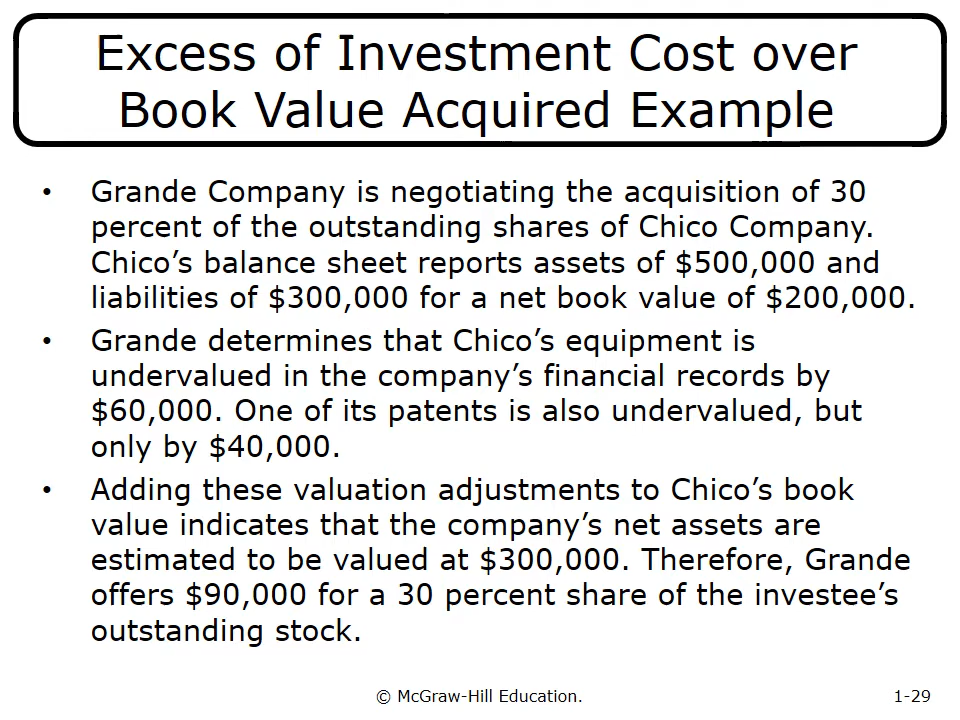 Excess of Investment Cost over
Book Value Acquired Example
• Grande Company is negotiating the acquisition of 30
percent of the outstanding shares of Chico Company.
Chico’s balance sheet reports assets of $500,000 and
liabilities of $300,000 for a net book value of $200,000.
• Grande determines that Chico’s equipment is
undervalued in the company’s financial records by
$60,000. One of its patents is also undervalued, but
only by $40,000.
• Adding these valuation adjustments to Chico’s book
value indicates that the company’s net assets are
estimated to be valued at $300,000. Therefore, Grande
offers $90,000 for a 30 percent share of the investee’s
outstanding stock.
© McGraw-Hill Education.
1-29